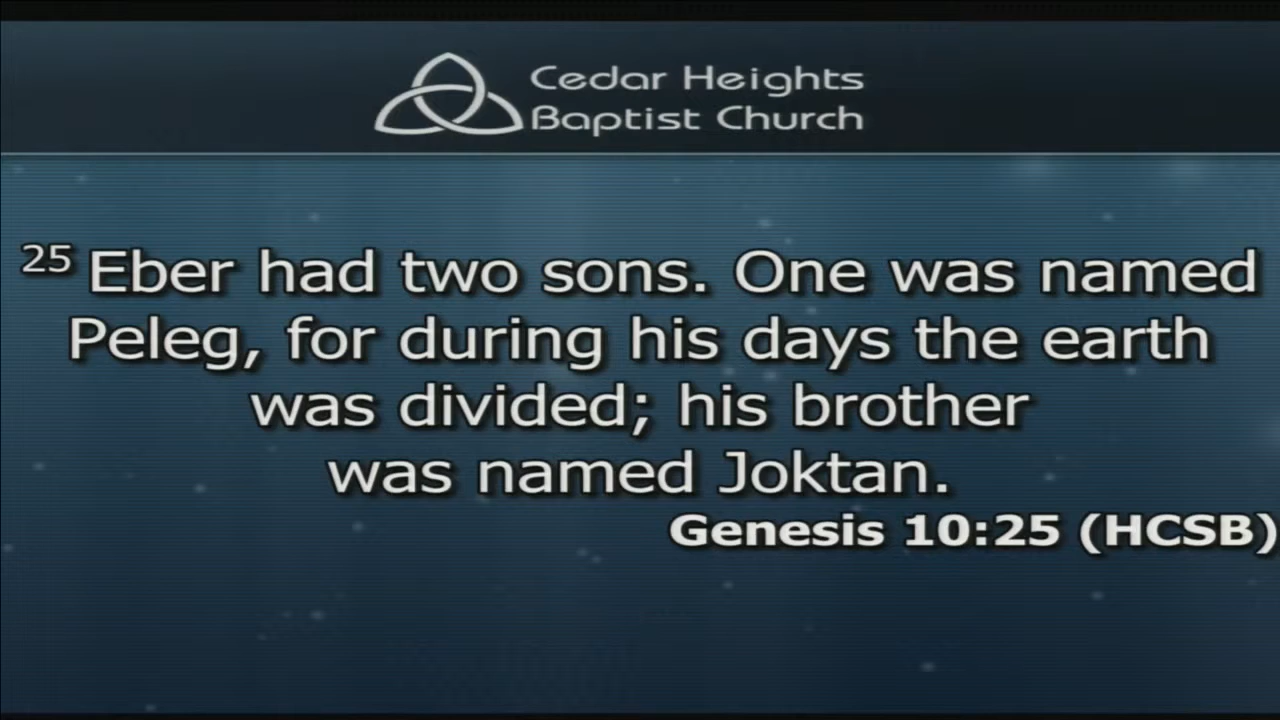 Cedar Heights
Baptist Church
25 Eber had two sons. One was named
Peleg, for during his days the earth
was divided; his brother
was named Joktan.
Genesis 10:25 (HCSB)